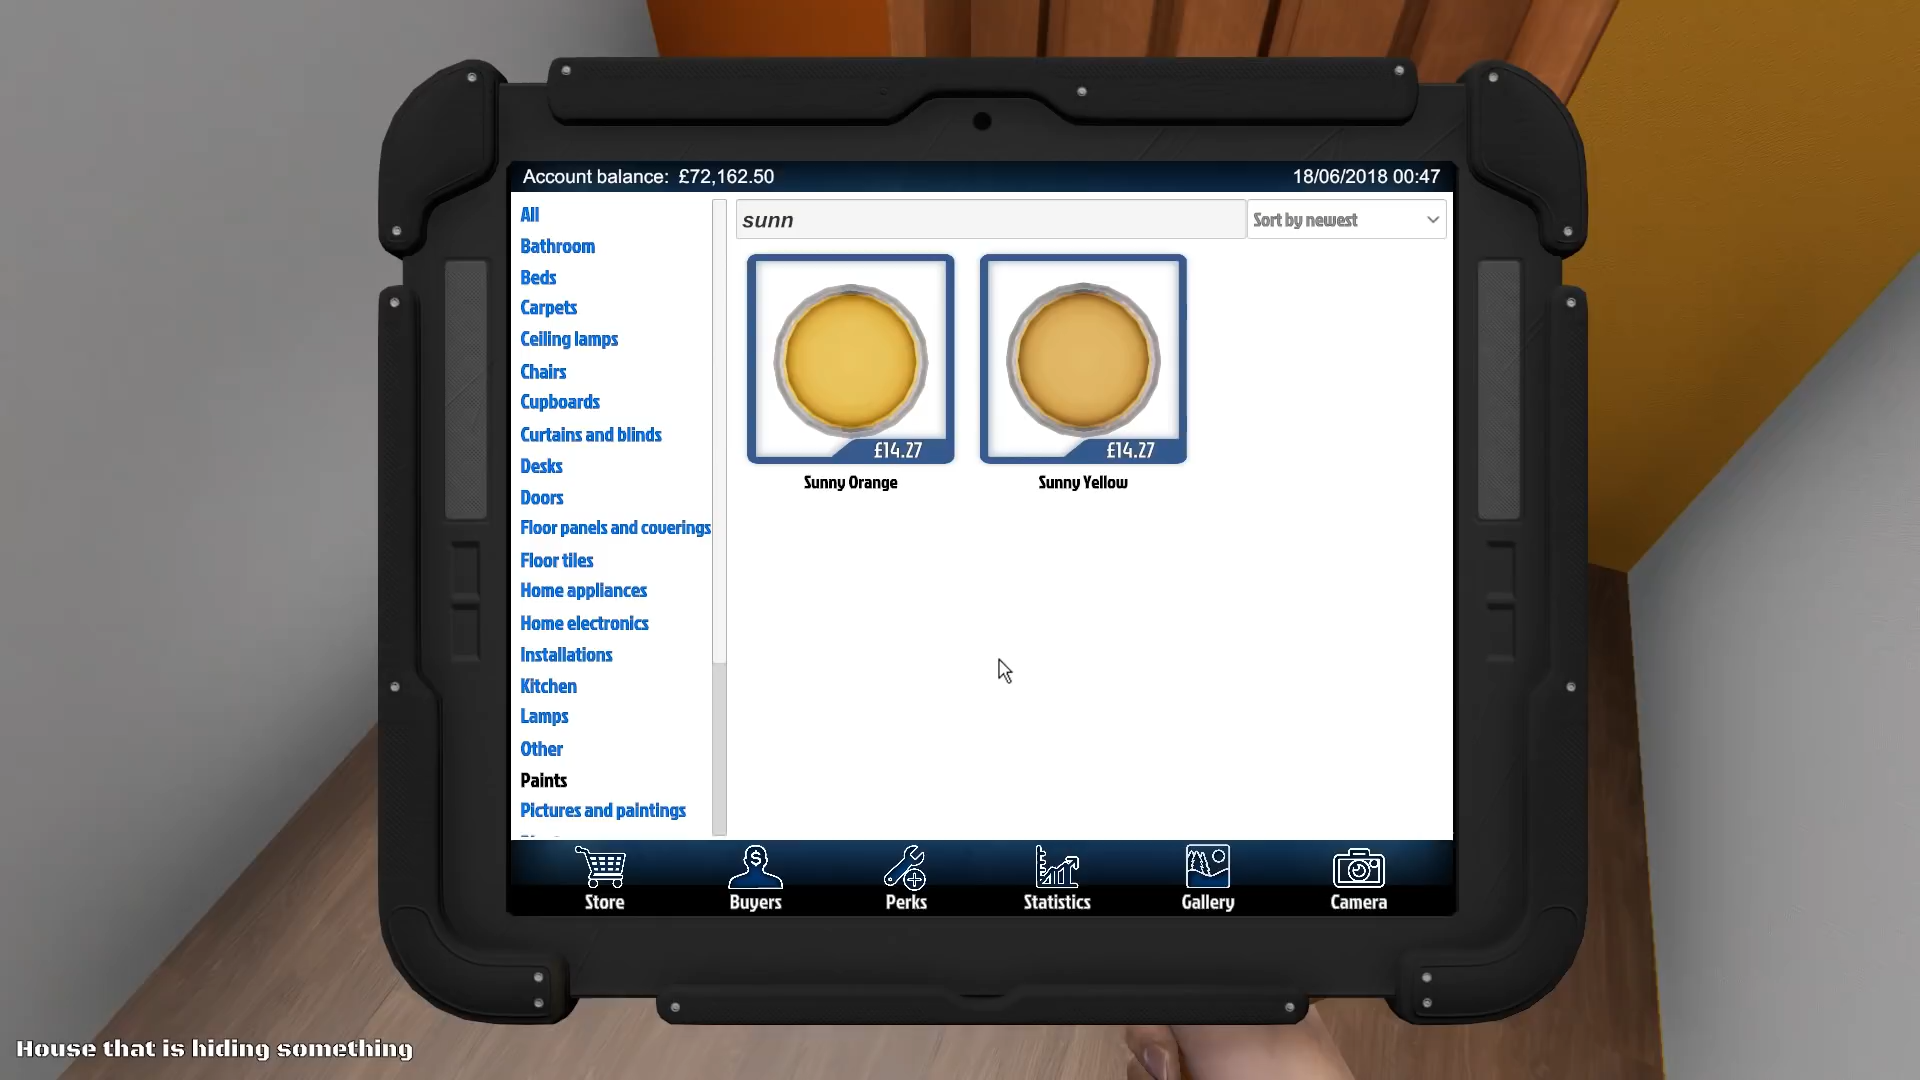 Account balance: £72,162.50
18/06/2018 00:47
All
Bathroom
Beds
Carpets
Ceiling lamps
Chairs
Cupboards
Curtains and blinds
Desks
Doors
Floor panels and coverings
Floor tiles
Home appliances
Home electronics
Installations
Kitchen
Lamps
Other
Paints
Pictures and paintings
sunn
Sort by newest
£14.27
Sunny Orange
£14.27
Sunny Yellow
Store
Buyers
Perks
Statistics
Gallery
Camera
House that is hiding something